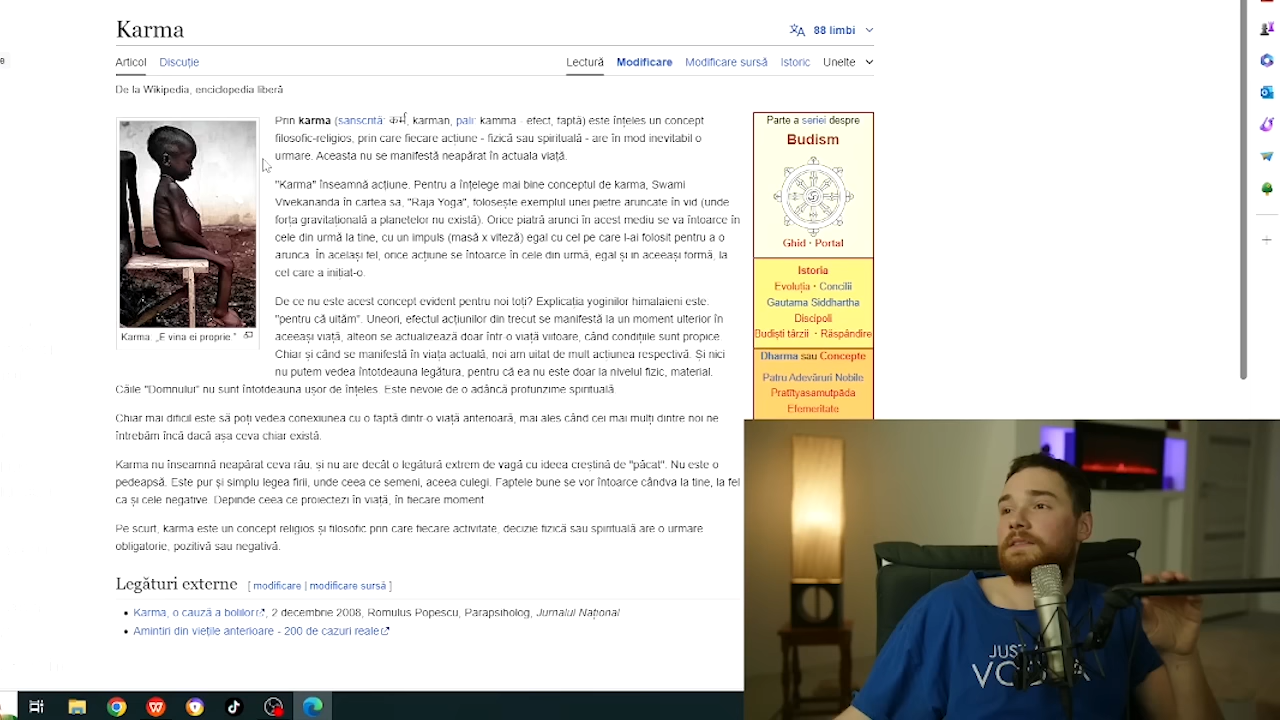 Karma
88 limbi
Articol Discuție
Lectură Modificare Modificare sursă Istoric Unelte
De la Wikipedia, enciclopedia liberă
Prin karma (sanscrită: कर्म, karman, pali: kamma - efect, faptă) este înțeles un concept
filosofic-religios, prin care fiecare acțiune - fizică sau spirituală - are în mod inevitabil o
urmare. Aceasta nu se manifestă neapărat în actuala viață.
"Karma" înseamnă acțiune. Pentru a înțelege mai bine conceptul de karma, Swami
Vivekananda în cartea sa, "Raja Yoga", folosește exemplul unei pietre aruncate în vid (unde
forța gravitațională a planetelor nu există). Orice piatră arunci în acest mediu se va întoarce în
cele din urmă la tine, cu un impuls (masă x viteză) egal cu cel pe care l-ai folosit pentru a o
arunca. În același fel, orice acțiune se întoarce în cele din urmă, egal și în aceeași formă, la
cel care a inițiat-o.
De ce nu este acest concept evident pentru noi toți? Explicația yoginilor himalaieni este:
"pentru că uităm". Uneori, efectul acțiunilor din trecut se manifestă la un moment ulterior în
aceeași viață, alteori se actualizează doar într-o viață viitoare, când condițiile sunt propice.
Chiar și când se manifestă în viața actuală, noi am uitat de mult acțiunea respectivă. Și nici
nu putem vedea întotdeauna legătura, pentru că ea nu este doar la nivelul fizic, material.
Căile "Domnului" nu sunt întotdeauna ușor de înțeles. Este nevoie de o adâncă profunzime spirituală.
Chiar mai dificil este să poți vedea conexiunea cu o faptă dintr-o viață anterioară, mai ales când cei mai mulți dintre noi ne
întrebăm încă dacă așa ceva chiar există.
Karma nu înseamnă neapărat ceva rău, și nu are decât o legătură extrem de vagă cu ideea creștină de "păcat". Nu este o
pedeapsă. Este pur și simplu legea firii, unde ceea ce semeni, aceea culegi. Faptele bune se vor întoarce cândva la tine, la fel
ca și cele negative. Depinde ceea ce proiectezi în viață, în fiecare moment.
Pe scurt, karma este un concept religios și filosofic prin care fiecare activitate, decizie fizică sau spirituală are o urmare
obligatorie, pozitivă sau negativă.
Legături externe [ modificare | modificare sursă ]
• Karma, o cauză a bolilor, 2 decembrie 2008, Romulus Popescu, Parapsiholog, Jurnalul Național
• Amintiri din viețile anterioare - 200 de cazuri reale
Karma. „E vina ei proprie "
Parte a seriei despre
Budism
Ghid · Portal
Istoria
Evoluția · Concilii
Gautama Siddhartha
Discipoli
Budiști târzii · Răspândire
Dharma sau Concepte
Patru Adevăruri Nobile
Pratītyasamutpāda
Efemeritate
JUST